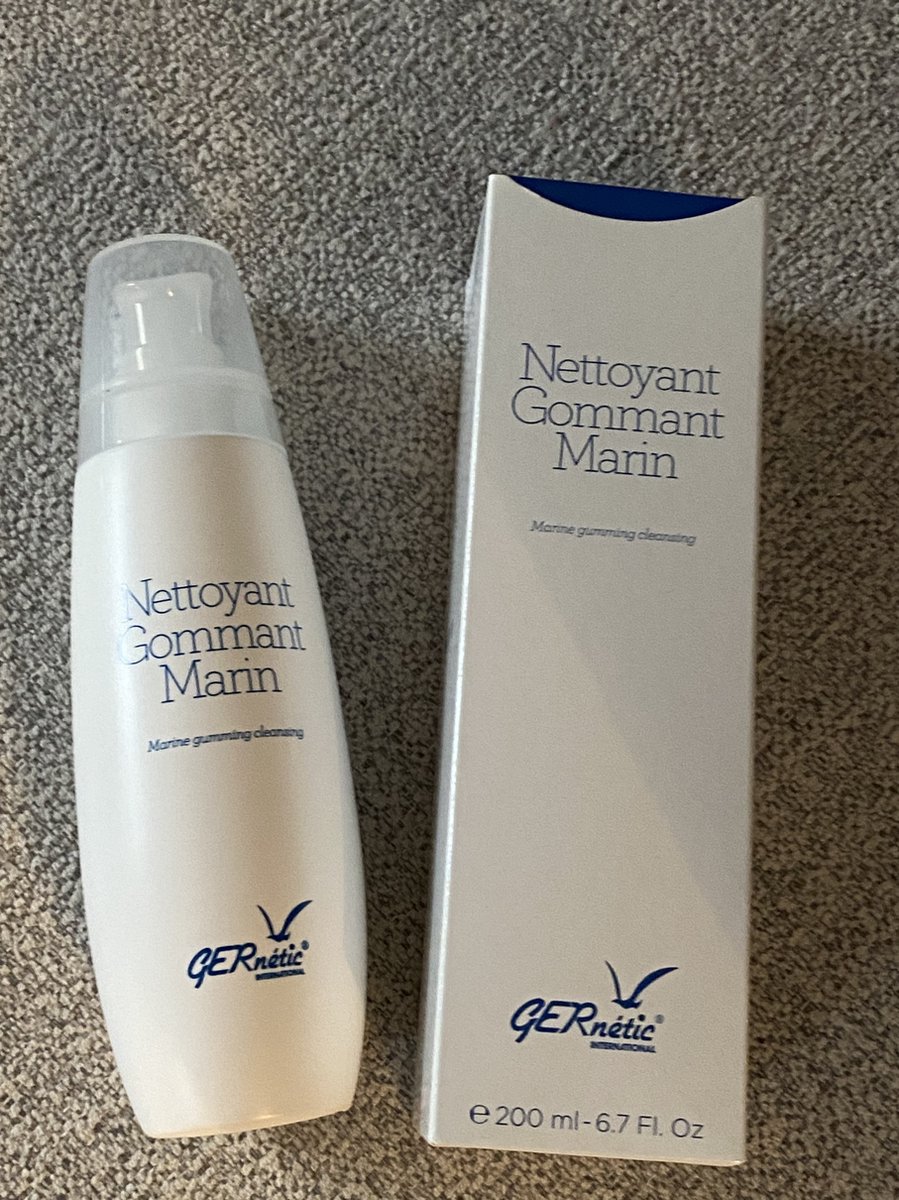 Nettoyant
Gommant
Marin
Marine gumming cleansing
GERnétic®
INTERNATIONAL
Nettoyant
Gommant
Marin
Marine gumming cleansing
GERnétic®
INTERNATIONAL
℮ 200 ml - 6.7 Fl. Oz